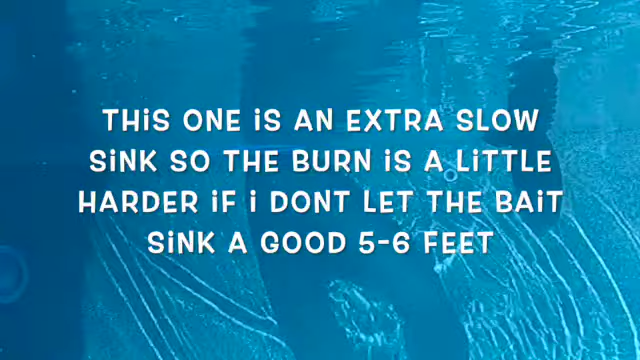 THiS ONE iS AN EXTRA SLOW
SiNK SO THE BURN iS A LiTTLE
HARDER iF i DONT LET THE BAiT
SiNK A GOOD 5-6 FEET